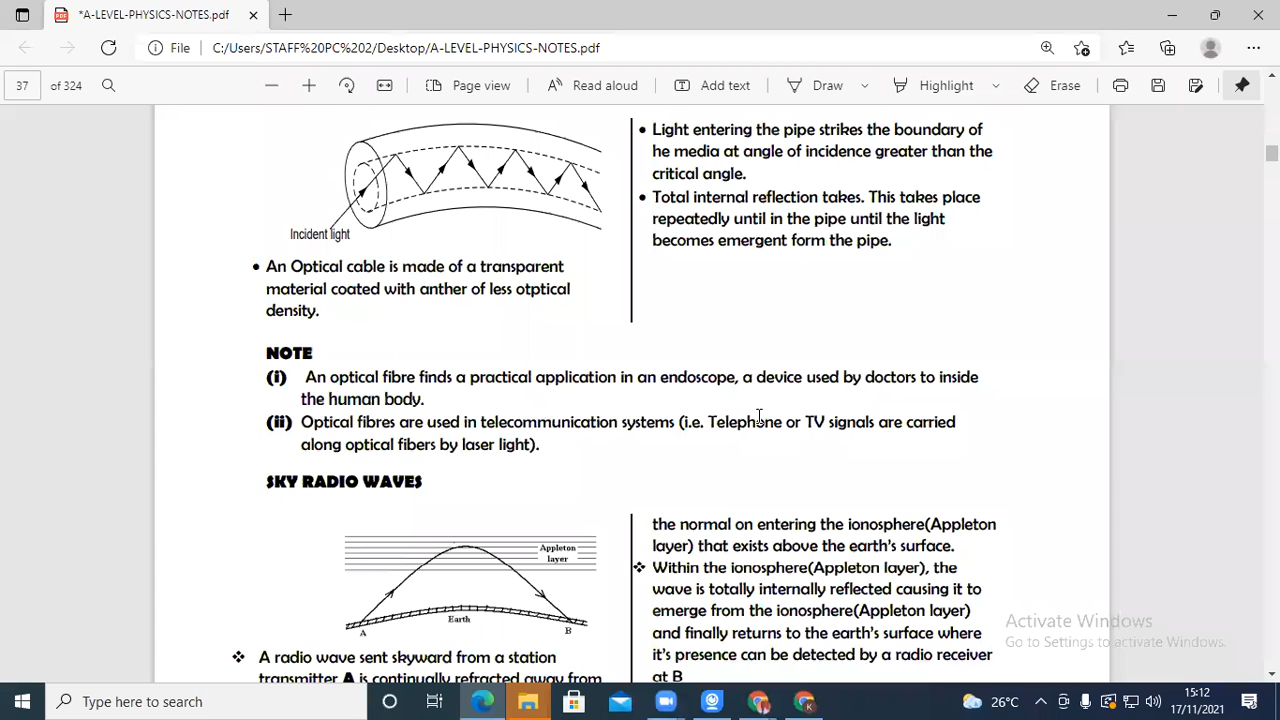 *A-LEVEL-PHYSICS-NOTES.pdf
File C:/Users/STAFF%20PC%202/Desktop/A-LEVEL-PHYSICS-NOTES.pdf
37 of 324 Page view Read aloud Add text Draw Highlight Erase
Incident light
• An Optical cable is made of a transparent
material coated with anther of less otptical
density.
• Light entering the pipe strikes the boundary of
he media at angle of incidence greater than the
critical angle.
• Total internal reflection takes. This takes place
repeatedly until in the pipe until the light
becomes emergent form the pipe.
NOTE
(i) An optical fibre finds a practical application in an endoscope, a device used by doctors to inside
the human body.
(ii) Optical fibres are used in telecommunication systems (i.e. Telephone or TV signals are carried
along optical fibers by laser light).
SKY RADIO WAVES
Appleton
layer
Earth
A
B
❖ A radio wave sent skyward from a station
transmitter A is continually refracted away from
the normal on entering the ionosphere(Appleton
layer) that exists above the earth's surface.
❖ Within the ionosphere(Appleton layer), the
wave is totally internally reflected causing it to
emerge from the ionosphere(Appleton layer)
and finally returns to the earth's surface where
it's presence can be detected by a radio receiver
at B
Activate Windows
Go to Settings to activate Windows.
Type here to search
26°C
15:12
17/11/2021